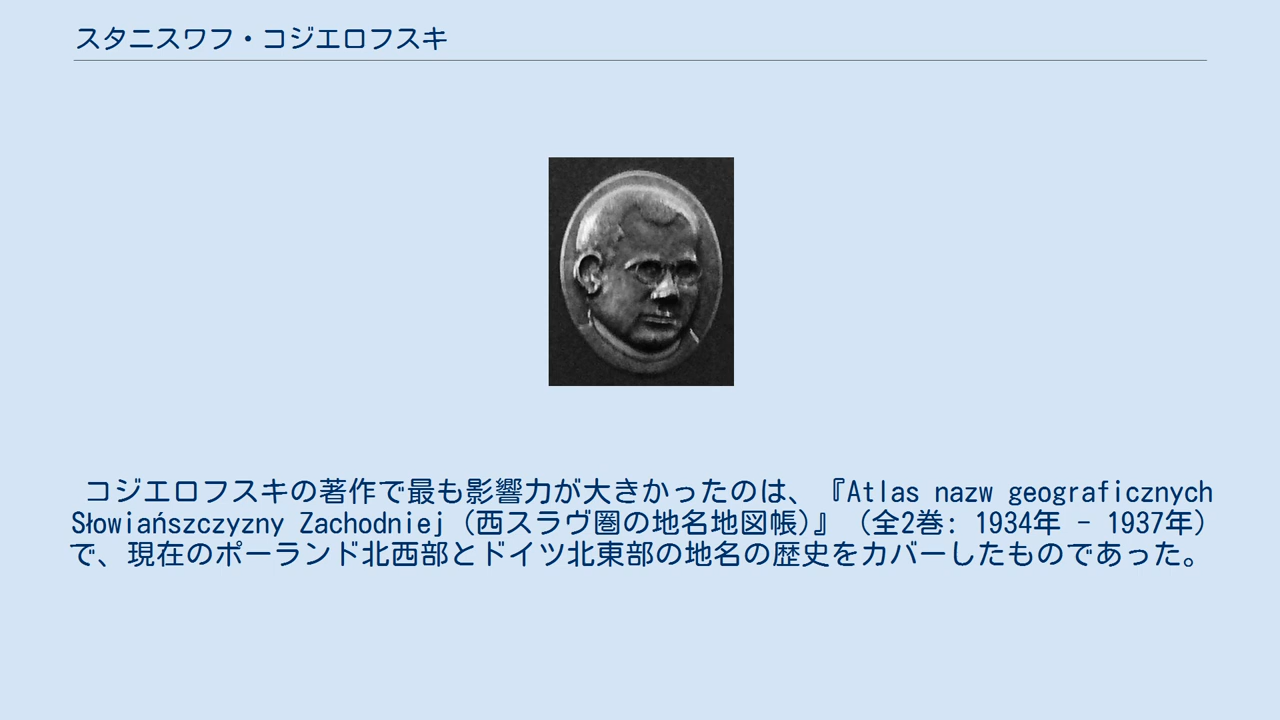 スタニスワフ・コジエロフスキ
コジエロフスキの著作で最も影響力が大きかったのは、『Atlas nazw geograficznych
Słowiańszczyzny Zachodniej（西スラヴ圏の地名地図帳)』（全2巻: 1934年 - 1937年）
で、現在のポーランド北西部とドイツ北東部の地名の歴史をカバーしたものであった。